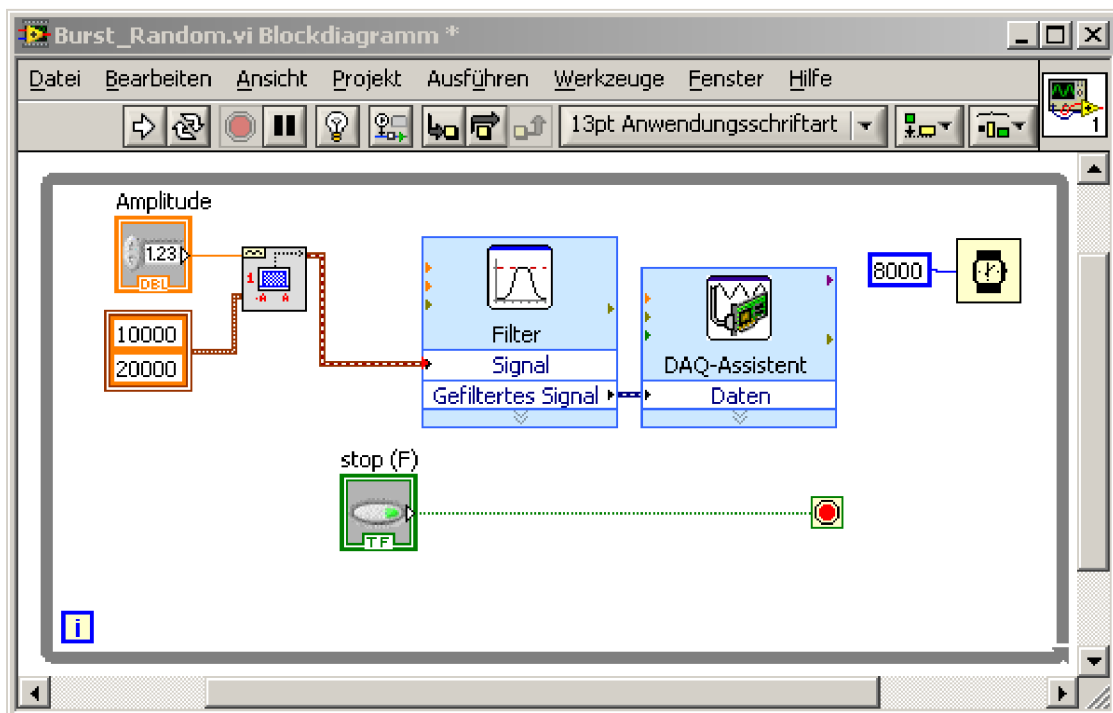 Burst_Random.vi Blockdiagramm *
Datei Bearbeiten Ansicht Projekt Ausführen Werkzeuge Fenster Hilfe
13pt Anwendungsschriftart
1
Amplitude
1.23
DBL
1
-A A
10000
20000
Filter
Signal
Gefiltertes Signal
DAQ-Assistent
Daten
8000
stop (F)
TF
i